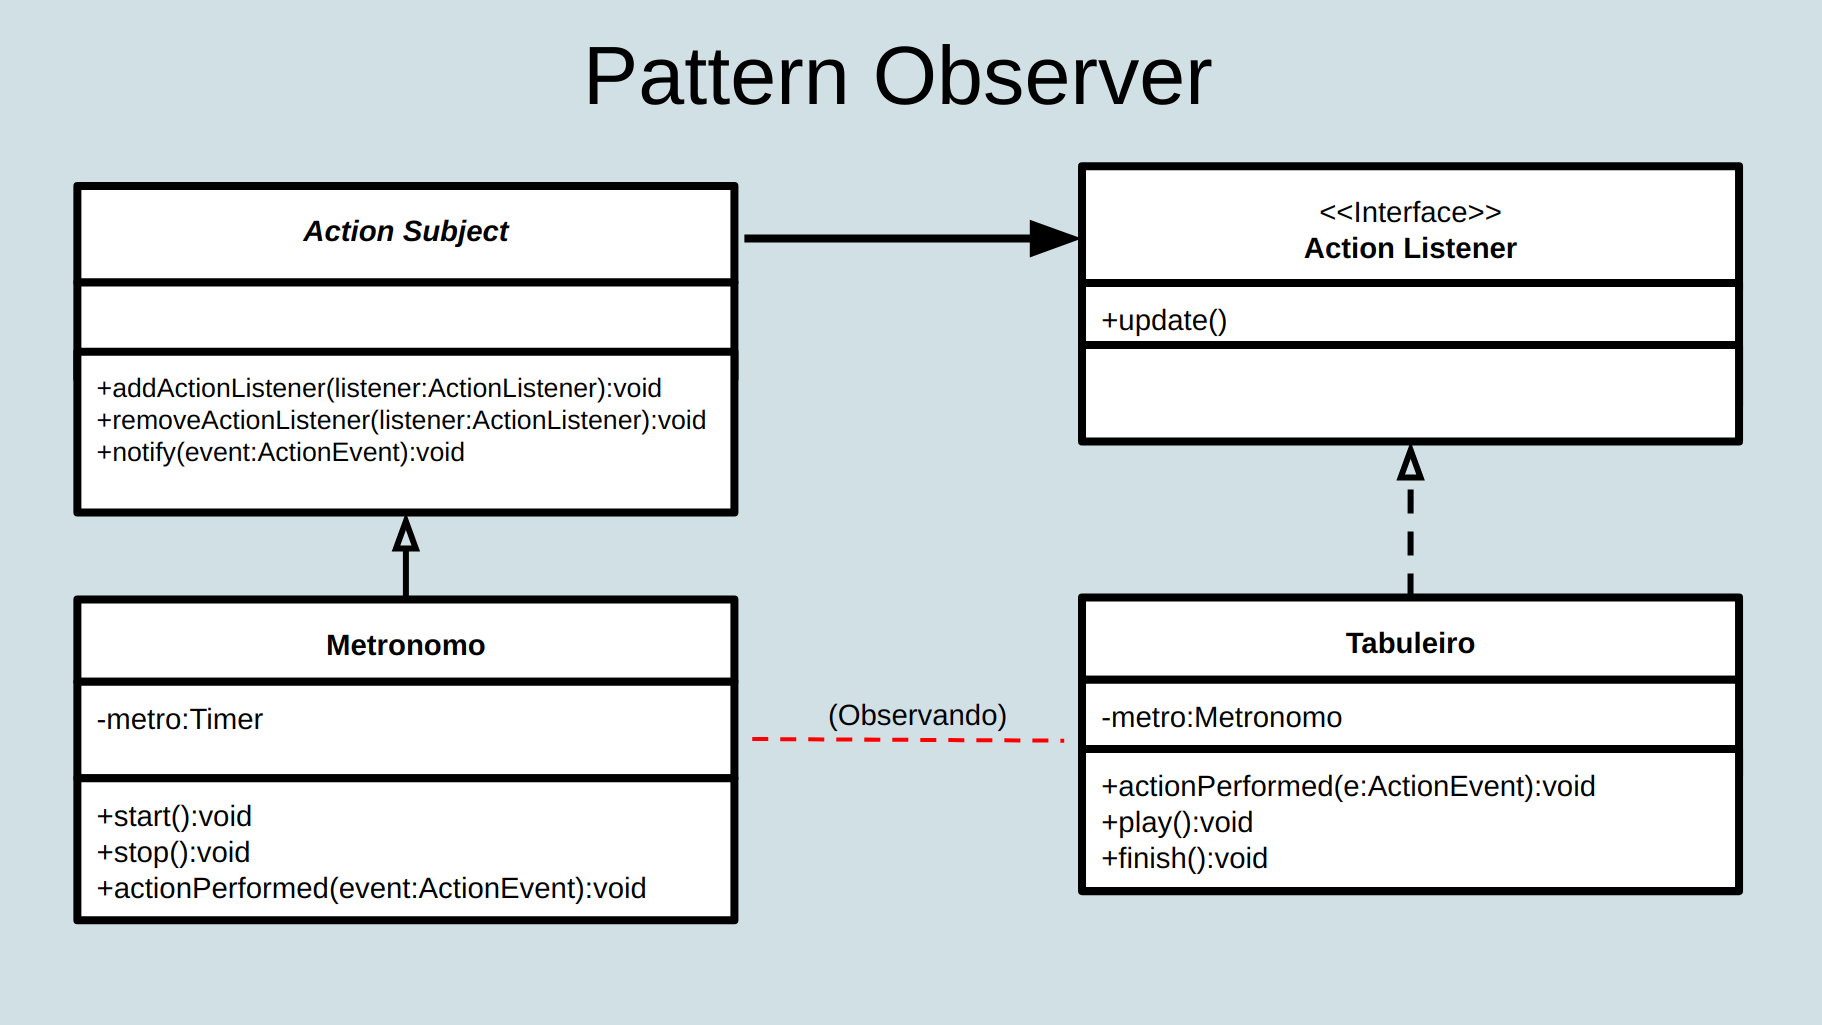 Pattern Observer
Action Subject
+addActionListener(listener:ActionListener):void
+removeActionListener(listener:ActionListener):void
+notify(event:ActionEvent):void
<<Interface>>
Action Listener
+update()
Metronomo
-metro:Timer
+start():void
+stop():void
+actionPerformed(event:ActionEvent):void
(Observando)
Tabuleiro
-metro:Metronomo
+actionPerformed(e:ActionEvent):void
+play():void
+finish():void